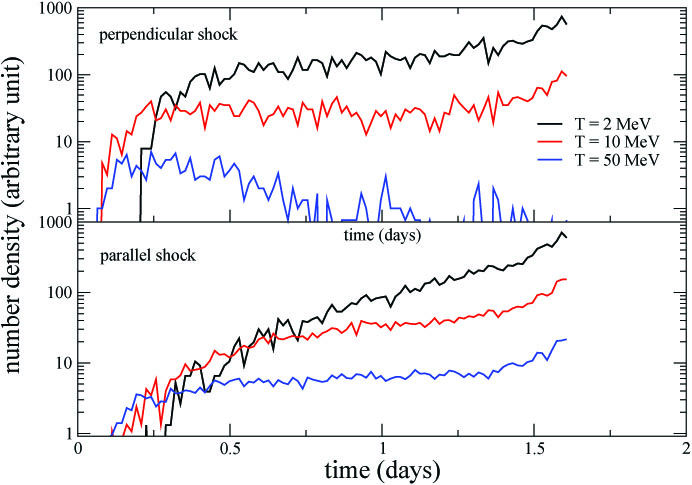 1000
perpendicular shock
100
10
1
T = 2 MeV
T = 10 MeV
T = 50 MeV
number density (arbitrary unit)
time (days)
1000
parallel shock
100
10
1
0
0.5
1
1.5
2
time (days)